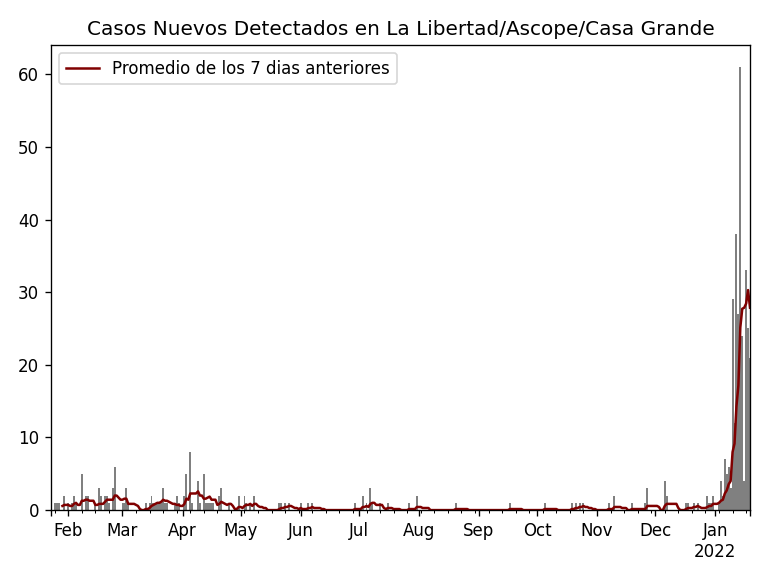 Casos Nuevos Detectados en La Libertad/Ascope/Casa Grande
Promedio de los 7 dias anteriores
60
50
40
30
20
10
0
Feb Mar Apr May Jun Jul Aug Sep Oct Nov Dec Jan
2022